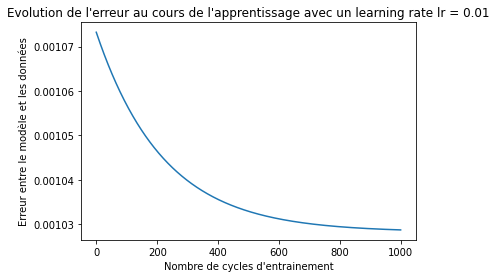 Evolution de l'erreur au cours de l'apprentissage avec un learning rate lr = 0.01
Erreur entre le modèle et les données
0.00107
0.00106
0.00105
0.00104
0.00103
0 200 400 600 800 1000
Nombre de cycles d'entrainement